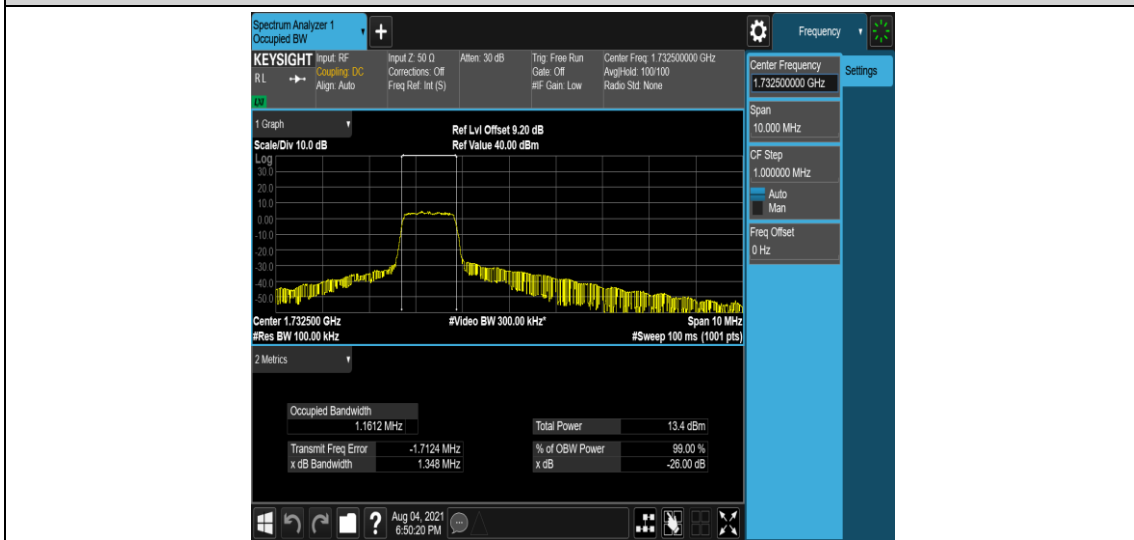 Spectrum Analyzer 1
Occupied BW
+
Frequency
KEYSIGHT
RL
LXI
Input: RF
Coupling: DC
Align: Auto
Input Z: 50 Ω
Corrections: Off
Freq Ref: Int (S)
Atten: 30 dB
Trig: Free Run
Gate: Off
#IF Gain: Low
Center Freq: 1.732500000 GHz
Avg|Hold: 100/100
Radio Std: None
Center Frequency
1.732500000 GHz
Settings
Span
10.000 MHz
CF Step
1.000000 MHz
Auto
Man
Freq Offset
0 Hz
1 Graph
Scale/Div 10.0 dB
Ref Lvl Offset 9.20 dB
Ref Value 40.00 dBm
Log
30.0
20.0
10.0
0.00
-10.0
-20.0
-30.0
-40.0
-50.0
Center 1.732500 GHz
#Video BW 300.00 kHz*
Span 10 MHz
#Res BW 100.00 kHz
#Sweep 100 ms (1001 pts)
2 Metrics
Occupied Bandwidth
1.1612 MHz
Total Power 13.4 dBm
Transmit Freq Error -1.7124 MHz
% of OBW Power 99.00 %
x dB Bandwidth 1.348 MHz
x dB -26.00 dB
?
Aug 04, 2021
6:50:20 PM